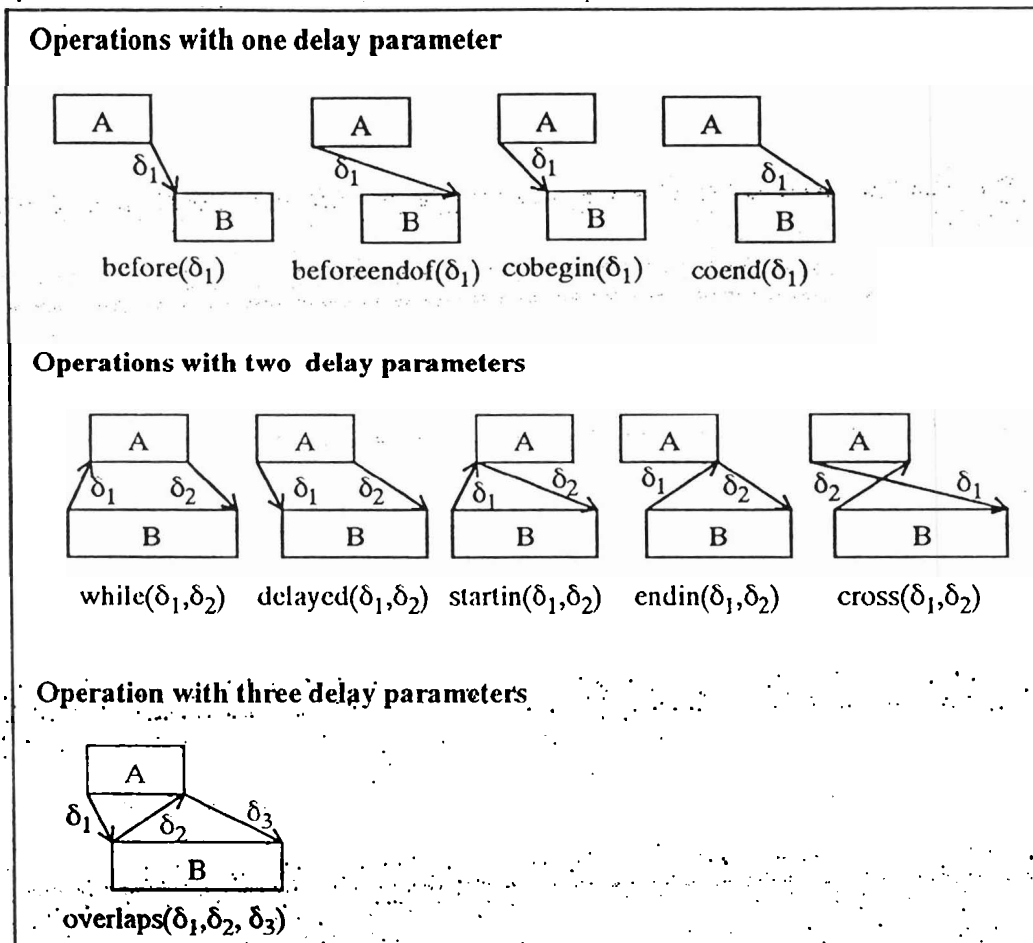 Operations with one delay parameter
A A A A
δ₁ δ₁ δ₁ δ₁
B B B B
before(δ₁) beforeendof(δ₁) cobegin(δ₁) coend(δ₁)
Operations with two delay parameters
A A A A A
δ₁ δ₂ δ₁ δ₂ δ₁ δ₂ δ₁ δ₂ δ₂ δ₁
B B B B B
while(δ₁,δ₂) delayed(δ₁,δ₂) startin(δ₁,δ₂) endin(δ₁,δ₂) cross(δ₁,δ₂)
Operation with three delay parameters
A
δ₁ δ₂ δ₃
B
overlaps(δ₁,δ₂, δ₃)